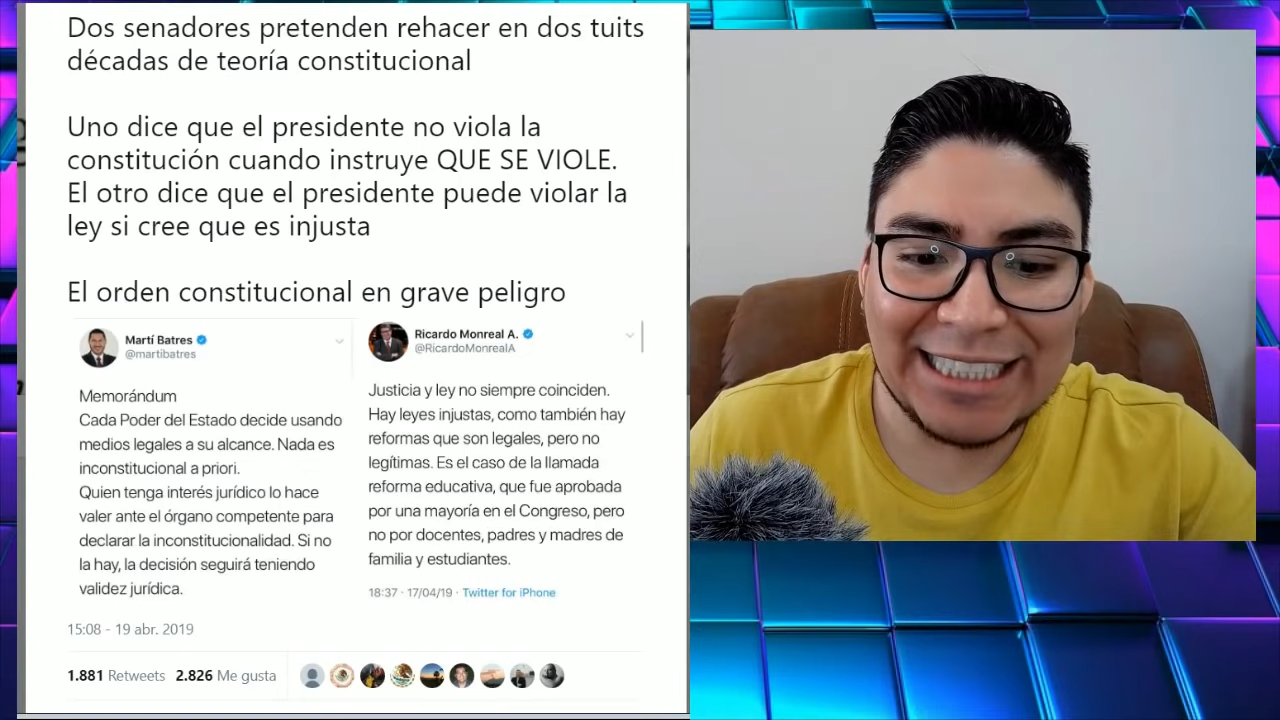 Dos senadores pretenden rehacer en dos tuits
décadas de teoría constitucional
Uno dice que el presidente no viola la
constitución cuando instruye QUE SE VIOLE.
El otro dice que el presidente puede violar la
ley si cree que es injusta
El orden constitucional en grave peligro
Martí Batres
@martibatres
Memorándum
Cada Poder del Estado decide usando
medios legales a su alcance. Nada es
inconstitucional a priori.
Quien tenga interés jurídico lo hace
valer ante el órgano competente para
declarar la inconstitucionalidad. Si no
la hay, la decisión seguirá teniendo
validez jurídica.
Ricardo Monreal A.
@RicardoMonrealA
Justicia y ley no siempre coinciden.
Hay leyes injustas, como también hay
reformas que son legales, pero no
legítimas. Es el caso de la llamada
reforma educativa, que fue aprobada
por una mayoría en el Congreso, pero
no por docentes, padres y madres de
familia y estudiantes.
18:37 · 17/04/19 · Twitter for iPhone
15:08 - 19 abr. 2019
1.881 Retweets 2.826 Me gusta